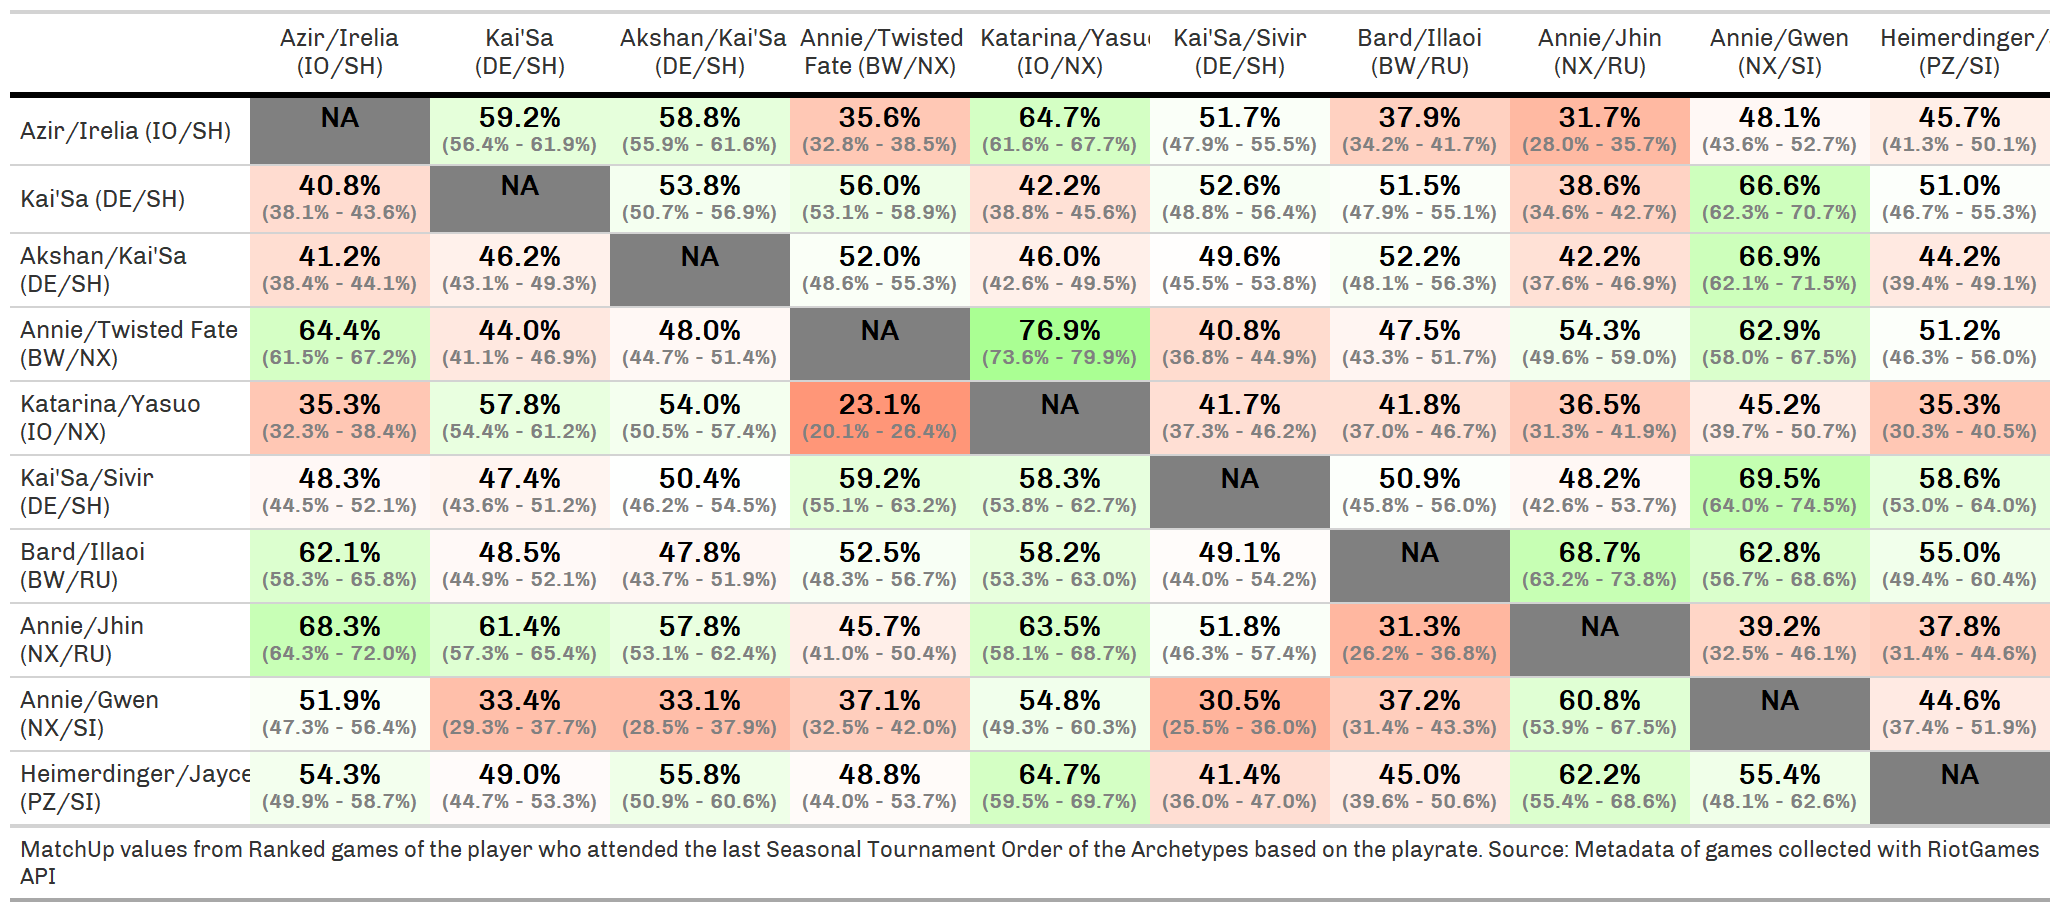 Azir/Irelia Kai'Sa Akshan/Kai'Sa Annie/Twisted Katarina/Yasuo Kai'Sa/Sivir Bard/Illaoi Annie/Jhin Annie/Gwen Heimerdinger/
(IO/SH) (DE/SH) (DE/SH) Fate (BW/NX) (IO/NX) (DE/SH) (BW/RU) (NX/RU) (NX/SI) (PZ/SI)
Azir/Irelia (IO/SH) NA 59.2% 58.8% 35.6% 64.7% 51.7% 37.9% 31.7% 48.1% 45.7%
(56.4% - 61.9%) (55.9% - 61.6%) (32.8% - 38.5%) (61.6% - 67.7%) (47.9% - 55.5%) (34.2% - 41.7%) (28.0% - 35.7%) (43.6% - 52.7%) (41.3% - 50.1%)
Kai'Sa (DE/SH) 40.8% NA 53.8% 56.0% 42.2% 52.6% 51.5% 38.6% 66.6% 51.0%
(38.1% - 43.6%) (50.7% - 56.9%) (53.1% - 58.9%) (38.8% - 45.6%) (48.8% - 56.4%) (47.9% - 55.1%) (34.6% - 42.7%) (62.3% - 70.7%) (46.7% - 55.3%)
Akshan/Kai'Sa 41.2% 46.2% NA 52.0% 46.0% 49.6% 52.2% 42.2% 66.9% 44.2%
(DE/SH) (38.4% - 44.1%) (43.1% - 49.3%) (48.6% - 55.3%) (42.6% - 49.5%) (45.5% - 53.8%) (48.1% - 56.3%) (37.6% - 46.9%) (62.1% - 71.5%) (39.4% - 49.1%)
Annie/Twisted Fate 64.4% 44.0% 48.0% NA 76.9% 40.8% 47.5% 54.3% 62.9% 51.2%
(BW/NX) (61.5% - 67.2%) (41.1% - 46.9%) (44.7% - 51.4%) (73.6% - 79.9%) (36.8% - 44.9%) (43.3% - 51.7%) (49.6% - 59.0%) (58.0% - 67.5%) (46.3% - 56.0%)
Katarina/Yasuo 35.3% 57.8% 54.0% 23.1% NA 41.7% 41.8% 36.5% 45.2% 35.3%
(IO/NX) (32.3% - 38.4%) (54.4% - 61.2%) (50.5% - 57.4%) (20.1% - 26.4%) (37.3% - 46.2%) (37.0% - 46.7%) (31.3% - 41.9%) (39.7% - 50.7%) (30.3% - 40.5%)
Kai'Sa/Sivir 48.3% 47.4% 50.4% 59.2% 58.3% NA 50.9% 48.2% 69.5% 58.6%
(DE/SH) (44.5% - 52.1%) (43.6% - 51.2%) (46.2% - 54.5%) (55.1% - 63.2%) (53.8% - 62.7%) (45.8% - 56.0%) (42.6% - 53.7%) (64.0% - 74.5%) (53.0% - 64.0%)
Bard/Illaoi 62.1% 48.5% 47.8% 52.5% 58.2% 49.1% NA 68.7% 62.8% 55.0%
(BW/RU) (58.3% - 65.8%) (44.9% - 52.1%) (43.7% - 51.9%) (48.3% - 56.7%) (53.3% - 63.0%) (44.0% - 54.2%) (63.2% - 73.8%) (56.7% - 68.6%) (49.4% - 60.4%)
Annie/Jhin 68.3% 61.4% 57.8% 45.7% 63.5% 51.8% 31.3% NA 39.2% 37.8%
(NX/RU) (64.3% - 72.0%) (57.3% - 65.4%) (53.1% - 62.4%) (41.0% - 50.4%) (58.1% - 68.7%) (46.3% - 57.4%) (26.2% - 36.8%) (32.5% - 46.1%) (31.4% - 44.6%)
Annie/Gwen 51.9% 33.4% 33.1% 37.1% 54.8% 30.5% 37.2% 60.8% NA 44.6%
(NX/SI) (47.3% - 56.4%) (29.3% - 37.7%) (28.5% - 37.9%) (32.5% - 42.0%) (49.3% - 60.3%) (25.5% - 36.0%) (31.4% - 43.3%) (53.9% - 67.5%) (37.4% - 51.9%)
Heimerdinger/Jayce 54.3% 49.0% 55.8% 48.8% 64.7% 41.4% 45.0% 62.2% 55.4% NA
(PZ/SI) (49.9% - 58.7%) (44.7% - 53.3%) (50.9% - 60.6%) (44.0% - 53.7%) (59.5% - 69.7%) (36.0% - 47.0%) (39.6% - 50.6%) (55.4% - 68.6%) (48.1% - 62.6%)
MatchUp values from Ranked games of the player who attended the last Seasonal Tournament Order of the Archetypes based on the playrate. Source: Metadata of games collected with RiotGames
API